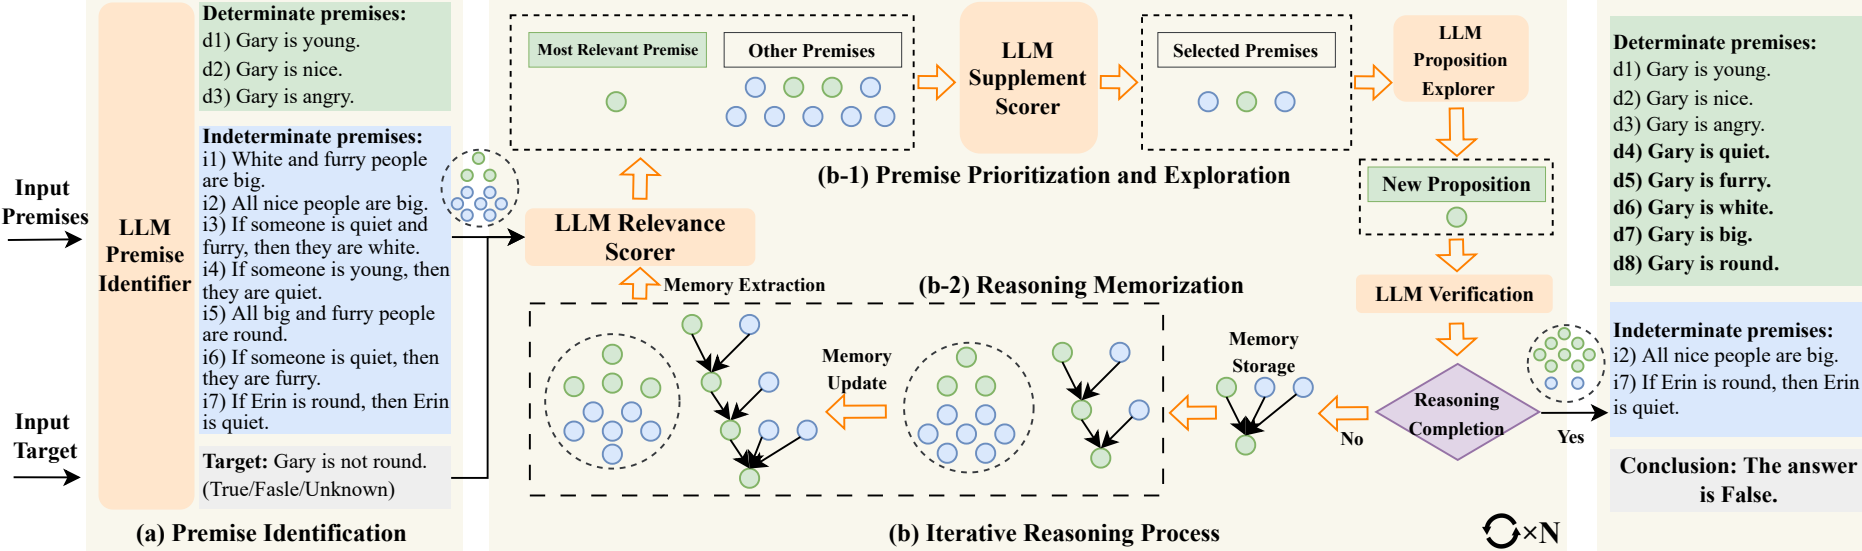 Input
Premises
Input
Target
LLM
Premise
Identifier
Determinate premises:
d1) Gary is young.
d2) Gary is nice.
d3) Gary is angry.
Indeterminate premises:
i1) White and furry people
are big.
i2) All nice people are big.
i3) If someone is quiet and
furry, then they are white.
i4) If someone is young, then
they are quiet.
i5) All big and furry people
are round.
i6) If someone is quiet, then
they are furry.
i7) If Erin is round, then Erin
is quiet.
Target: Gary is not round.
(True/Fasle/Unknown)
(a) Premise Identification
Most Relevant Premise
Other Premises
LLM
Supplement
Scorer
Selected Premises
LLM
Proposition
Explorer
(b-1) Premise Prioritization and Exploration
New Proposition
LLM Relevance
Scorer
LLM Verification
Memory Extraction
(b-2) Reasoning Memorization
Memory
Update
Memory
Storage
Reasoning
Completion
No
Yes
(b) Iterative Reasoning Process
×N
Determinate premises:
d1) Gary is young.
d2) Gary is nice.
d3) Gary is angry.
d4) Gary is quiet.
d5) Gary is furry.
d6) Gary is white.
d7) Gary is big.
d8) Gary is round.
Indeterminate premises:
i2) All nice people are big.
i7) If Erin is round, then Erin
is quiet.
Conclusion: The answer
is False.